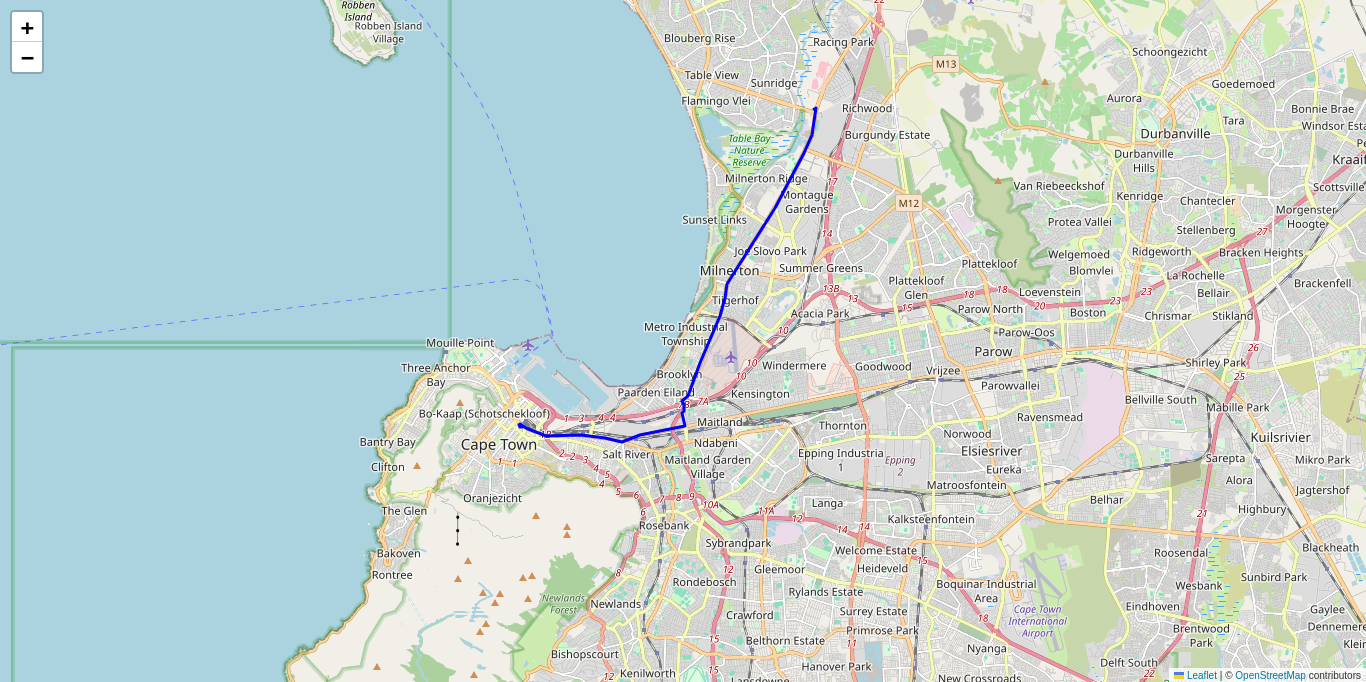 +
−
Robben
Island
Robben Island
Village
Blouberg Rise
Racing Park
22
M13
Schoongezicht
Table View
Sunridge
Goedemoed
Flamingo Vlei
Richwood
Aurora
Bonnie Brae
Tara
Windsor Esta
Burgundy Estate
Durbanville
Table Bay
Nature
Reserve
Durbanville
Hills
Kraaif
Milnerton Ridge
17
Van Riebeeckshof
Scottsville
Montague
Gardens
M12
Kenridge
Chantecler
Morgenster
Hoogte
Sunset Links
Protea Vallei
Stellenberg
14
27
Joe Slovo Park
Welgemoed
Ridgeworth
Bracken Heights
Milnerton
Summer Greens
Plattekloof
Blomvlei
La Rochelle
Plattekloof
Glen
Brackenfell
13B
13
18
Loevenstein
Bellair
23
Tijgerhof
18
20
23
Acacia Park
Parow North
Boston
Chrismar
Stikland
Metro Industrial
Township
10
Parow-Oos
Mouille Point
Parow
Three Anchor
Bay
Windermere
Goodwood
Vrijzee
Shirley Park
Brooklyn
10
10
Parowvallei
25
Paarden Eiland
Kensington
7A
Bellville South
Mabille Park
Bo-Kaap (Schotschekloof)
1 3 4 4
Maitland
Thornton
Ravensmead
26
Bantry Bay
Cape Town
Ndabeni
Norwood
Kuilsrivier
Salt River
Epping Industria
1
Elsiesrivier
Clifton
1 1
2 2 3 4 5
Maitland Garden
Village
Epping
2
Eureka
Sarepta
Mikro Park
4
Matroosfontein
Alora
Oranjezicht
5 6
7 8 9
10A
Langa
Belhar
Jagtershof
The Glen
6
11A
12
21
Highbury
Rosebank
14
Kalksteenfontein
Sybrandpark
Welcome Estate
Roosendal
Blackheath
Bakoven
Gleemoor
Heideveld
Rontree
8
12
Rondebosch
Boquinar Industrial
Area
Wesbank
Sunbird Park
Newlands
Forest
Newlands
Rylands Estate
Cape Town
International
Airport
Eindhoven
Gaylee
Crawford
Surrey Estate
Brentwood
Park
Dennemere
15
Belthorn Estate
Primrose Park
Klein
Bishopscourt
Nyanga
Delft South
Kenilworth
12
15
Hanover Park
22
Lansdowne
New Crossroads
Leaflet | © OpenStreetMap contributors